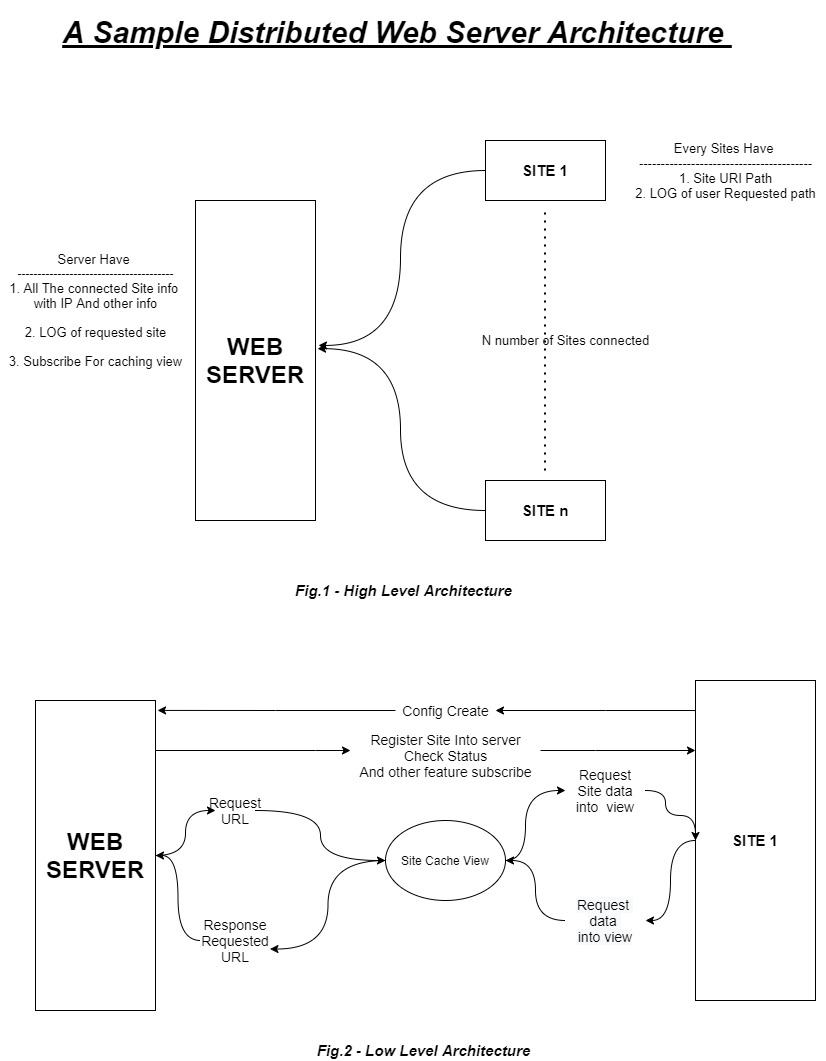 A Sample Distributed Web Server Architecture
Every Sites Have
-------------------------------------------
1. Site URI Path
2. LOG of user Requested path
SITE 1
Server Have
---------------------------------------
1. All The connected Site info
with IP And other info
2. LOG of requested site
3. Subscribe For caching view
WEB
SERVER
N number of Sites connected
SITE n
Fig.1 - High Level Architecture
Config Create
Register Site Into server
Check Status
And other feature subscribe
Request
URL
Request
Site data
into view
WEB
SERVER
Site Cache View
SITE 1
Response
Requested
URL
Request
data
into view
Fig.2 - Low Level Architecture